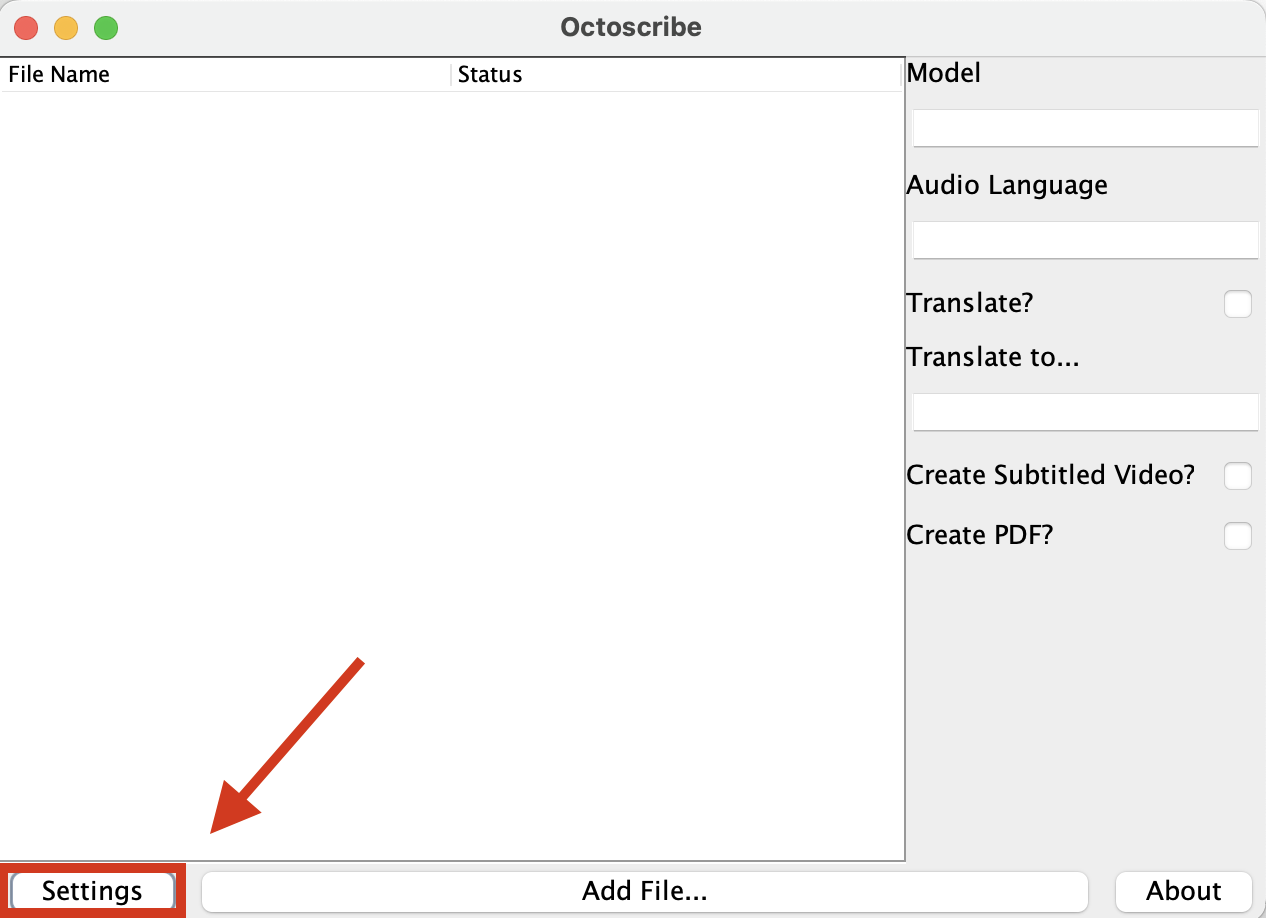 Octoscribe
File Name Status
Model
Audio Language
Translate?
Translate to...
Create Subtitled Video?
Create PDF?
Settings Add File... About